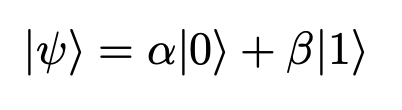 |ψ⟩ = α|0⟩ + β|1⟩